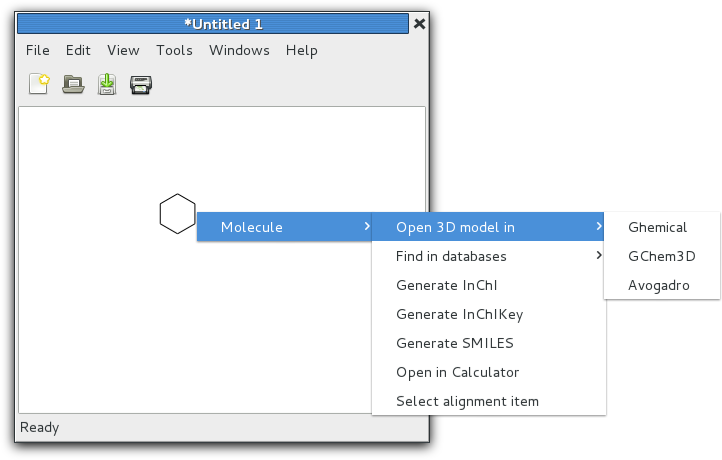 *Untitled 1
File Edit View Tools Windows Help
Molecule
Open 3D model in
Find in databases
Generate InChI
Generate InChIKey
Generate SMILES
Open in Calculator
Select alignment item
Ghemical
GChem3D
Avogadro
Ready